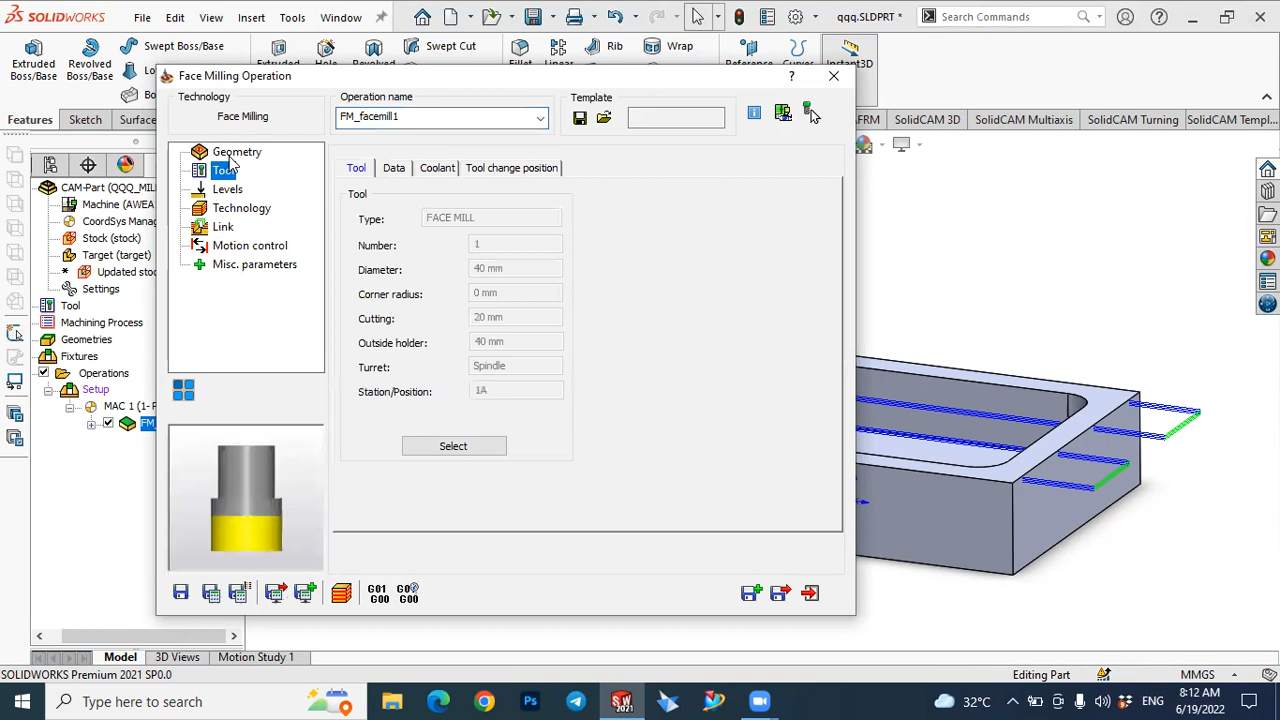 SOLIDWORKS File Edit View Insert Tools Window qqq.SLDPRT * Search Commands
Extruded Boss/Base
Revolved Boss/Base
Swept Boss/Base
Swept Cut
Rib
Wrap
Instant3D
Features Sketch
SolidCAM 3D SolidCAM Multiaxis SolidCAM Turning SolidCAM Templ...
Face Milling Operation
Technology
Face Milling
Operation name
FM_facemill1
Template
Geometry
Tool
Levels
Technology
Link
Motion control
Misc. parameters
Tool Data Coolant Tool change position
Tool
Type: FACE MILL
Number: 1
Diameter: 40 mm
Corner radius: 0 mm
Cutting: 20 mm
Outside holder: 40 mm
Turret: Spindle
Station/Position: 1A
Select
G01 G00
CAM-Part (QQQ_MIL
Machine (AWEA
CoordSys Manag
Stock (stock)
Target (target)
* Updated stoc
Settings
Tool
Machining Process
Geometries
Fixtures
Operations
Setup
MAC 1 (1- P
FM_
Model 3D Views Motion Study 1
SOLIDWORKS Premium 2021 SP0.0 Editing Part MMGS
Type here to search
32°C ENG
8:12 AM
6/19/2022